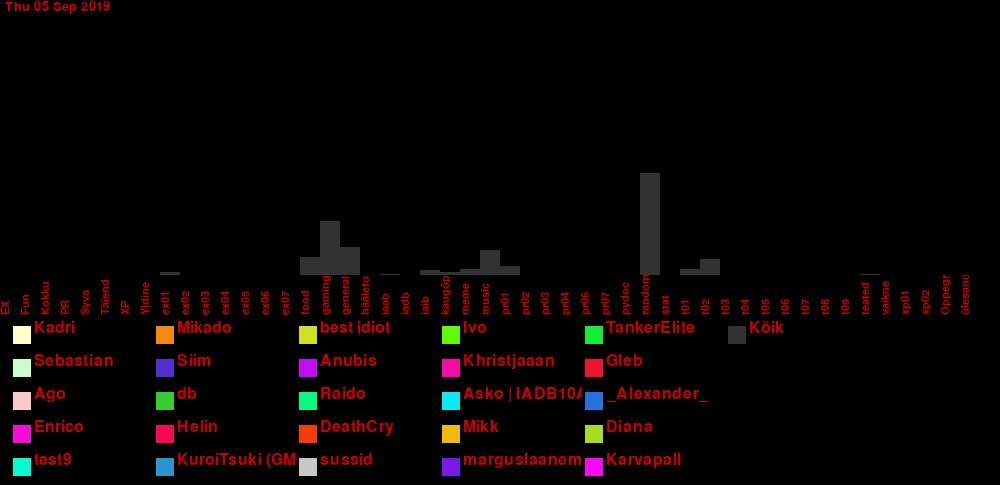 Thu 05 Sep 2019
EX Fun Kokku PR Syva Täiend XP Yldine ex01 ex02 ex03 ex04 ex05 ex06 ex07 food gaming general hääletu iaab iadb iaib kaugõp meme music pr01 pr02 pr03 pr04 pr06 pr07 pydoc random stat t01 t02 t03 t04 t05 t06 t07 t08 t09 teated vaikne xp01 xp02 Oppegr ülesand
Kadri Mikado best idiot Ivo TankerElite Kõik
Sebastian Siim Anubis Khristjaaan Gleb
Ago db Raido Asko | IADB10A _Alexander_
Enrico Helin DeathCry Mikk Diana
test9 KuroiTsuki (GM sussid marguslaanem Karvapall